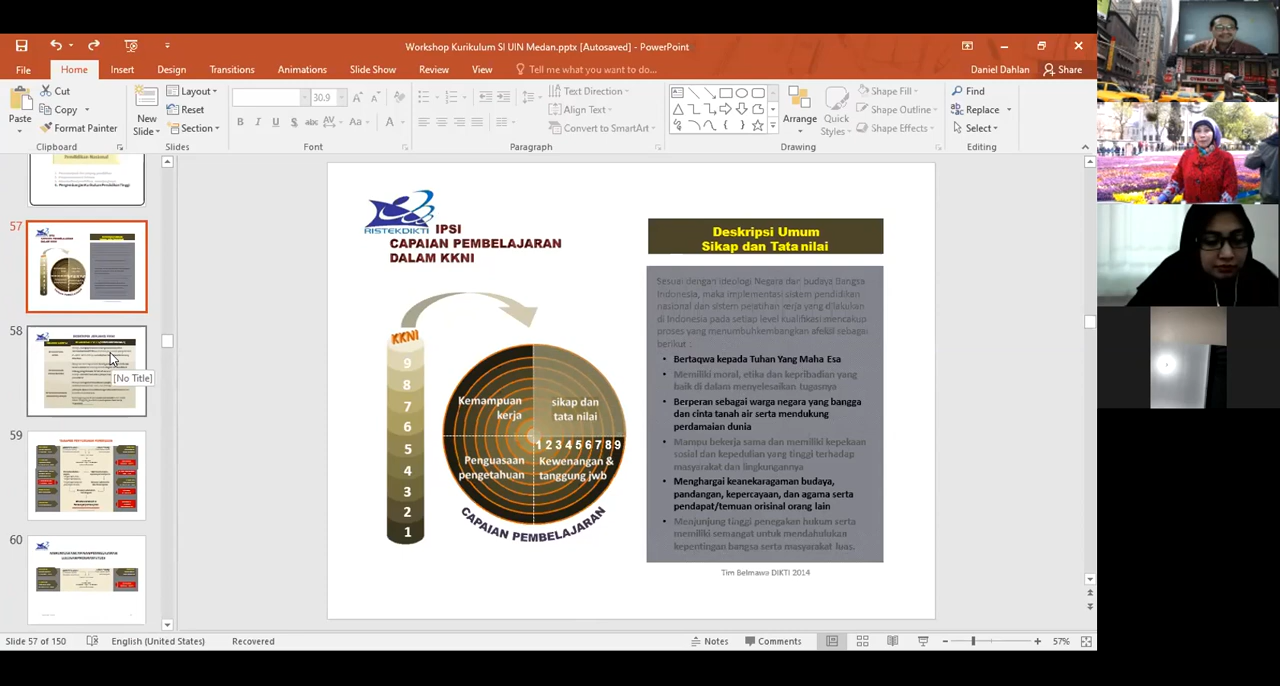 Workshop Kurikulum SI UIN Medan.pptx [Autosaved] - PowerPoint
File Home Insert Design Transitions Animations Slide Show Review View Tell me what you want to do... Daniel Dahlan Share
Paste
Cut
Copy
Format Painter
Clipboard
New
Slide
Layout
Reset
Section
Slides
30.9
B I U S abc AV Aa A
Font
Text Direction
Align Text
Convert to SmartArt
Paragraph
Arrange
Quick
Styles
Shape Fill
Shape Outline
Shape Effects
Drawing
Find
Replace
Select
Editing
57
58
[No Title]
59
60
RISTEKDIKTI
IPSI
CAPAIAN PEMBELAJARAN
DALAM KKNI
KKNI
9
8
7
6
5
4
3
2
1
Kemampuan
kerja
sikap dan
tata nilai
1 2 3 4 5 6 7 8 9
Penguasaan
pengetahuan
Kewenangan &
tanggung jwb
CAPAIAN PEMBELAJARAN
Deskripsi Umum
Sikap dan Tata nilai
Sesuai dengan ideologi Negara dan budaya Bangsa
Indonesia, maka implementasi sistem pendidikan
nasional dan sistem pelatihan kerja yang dilakukan
di Indonesia pada setiap level kualifikasi mencakup
proses yang menumbuhkembangkan afeksi sebagai
berikut :
• Bertaqwa kepada Tuhan Yang Maha Esa
• Memiliki moral, etika dan kepribadian yang
baik di dalam menyelesaikan tugasnya
• Berperan sebagai warga negara yang bangga
dan cinta tanah air serta mendukung
perdamaian dunia
• Mampu bekerja sama dan memiliki kepekaan
sosial dan kepedulian yang tinggi terhadap
masyarakat dan lingkungannya
• Menghargai keanekaragaman budaya,
pandangan, kepercayaan, dan agama serta
pendapat/temuan orisinal orang lain
• Menjunjung tinggi penegakan hukum serta
memiliki semangat untuk mendahulukan
kepentingan bangsa serta masyarakat luas.
Tim Belmawa DIKTI 2014
Slide 57 of 150 English (United States) Recovered Notes Comments 57%